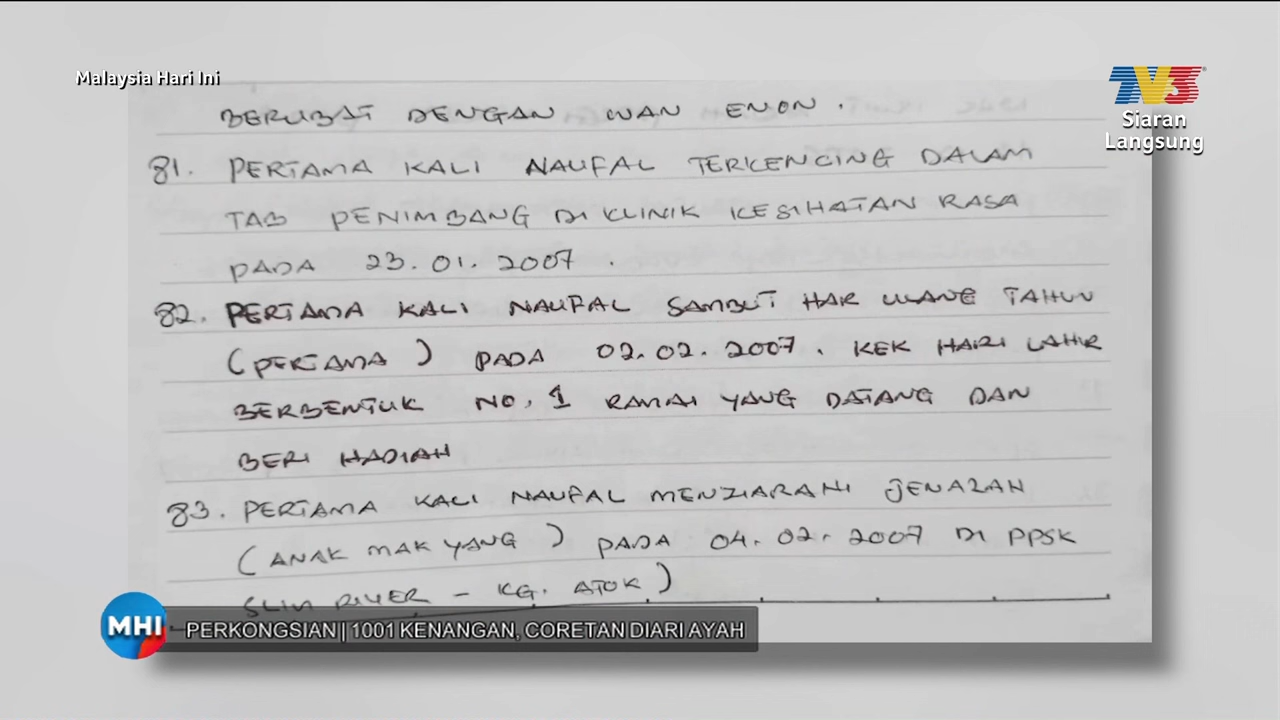 Malaysia Hari Ini
TV3
Siaran
Langsung
BERUBAT DENGAN WAN ENON.
81. PERTAMA KALI NAUFAL TERKENCING DALAM
TAB PENIMBANG DI KLINIK KESIHATAN RASA
PADA 23.01.2007.
82. PERTAMA KALI NAUFAL SAMBUT HAR ULANG TAHUN
(PERTAMA) PADA 02.02.2007. KEK HARI LAHIR
BERBENTUK NO.1 RAMAI YANG DATANG DAN
BERI HADIAH
83. PERTAMA KALI NAUFAL MENZIARAHI JENAZAH
(ANAK MAK YANG) PADA 04.02.2007 DI PPSK
SLIM RIVER - KG. ATOK)
MHI
PERKONGSIAN | 1001 KENANGAN, CORETAN DIARI AYAH